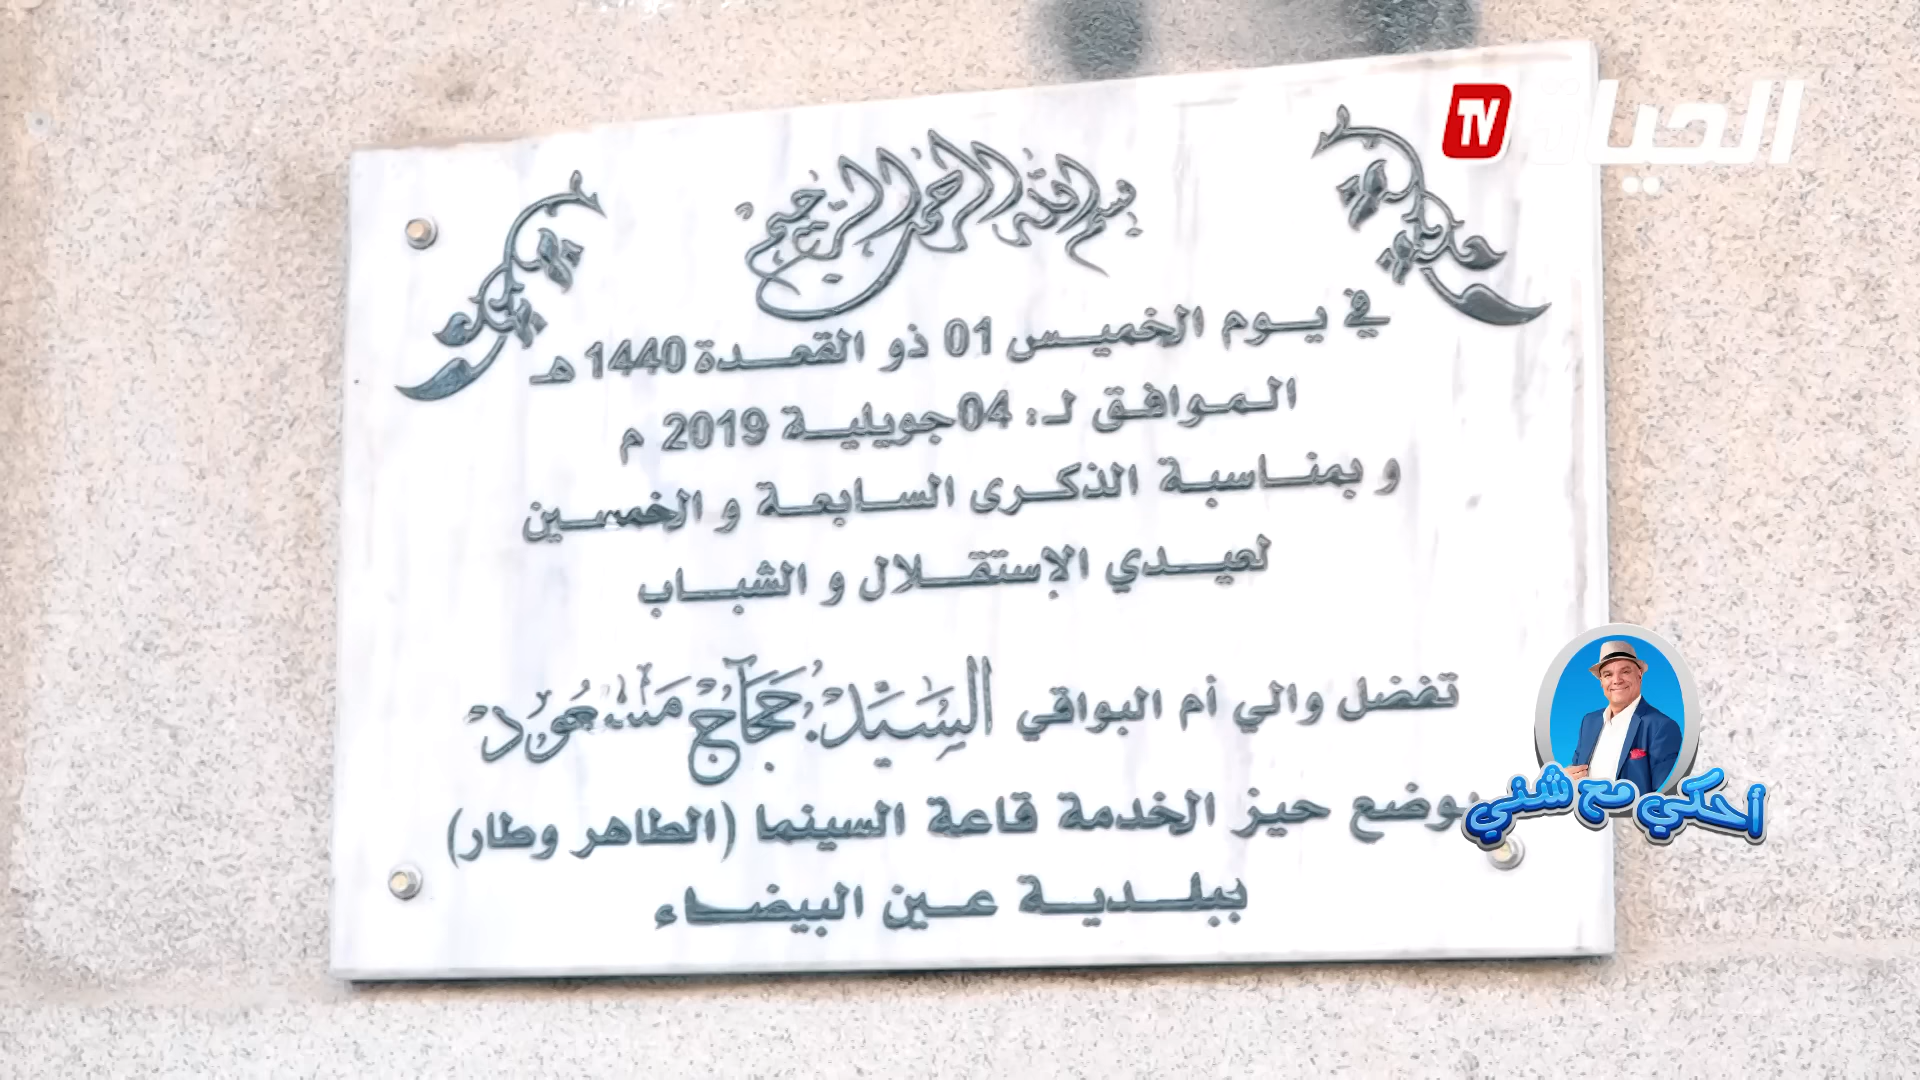 الحياة TV
بسم الله الرحمن الرحيم
في يوم الخميس 01 ذو القعدة 1440 هـ
الموافق لـ: 04 جويلية 2019 م
و بمناسبة الذكرى السابعة و الخمسين
لعيدي الإستقلال و الشباب
تفضل والي أم البواقي السيد: حجاج مسعود
بوضع حيز الخدمة قاعة السينما (الطاهر وطار)
ببلدية عين البيضاء
أحكي مع شني